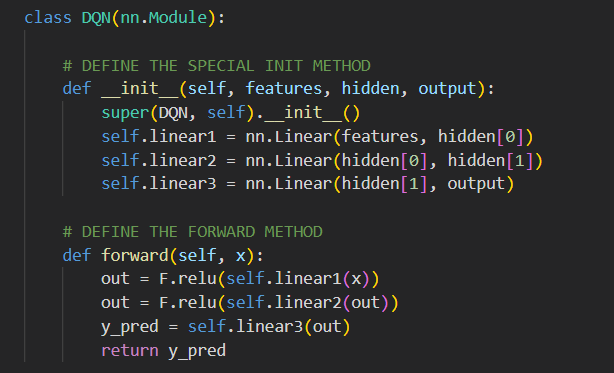 class DQN(nn.Module):
# DEFINE THE SPECIAL INIT METHOD
def __init__(self, features, hidden, output):
super(DQN, self).__init__()
self.linear1 = nn.Linear(features, hidden[0])
self.linear2 = nn.Linear(hidden[0], hidden[1])
self.linear3 = nn.Linear(hidden[1], output)
# DEFINE THE FORWARD METHOD
def forward(self, x):
out = F.relu(self.linear1(x))
out = F.relu(self.linear2(out))
y_pred = self.linear3(out)
return y_pred